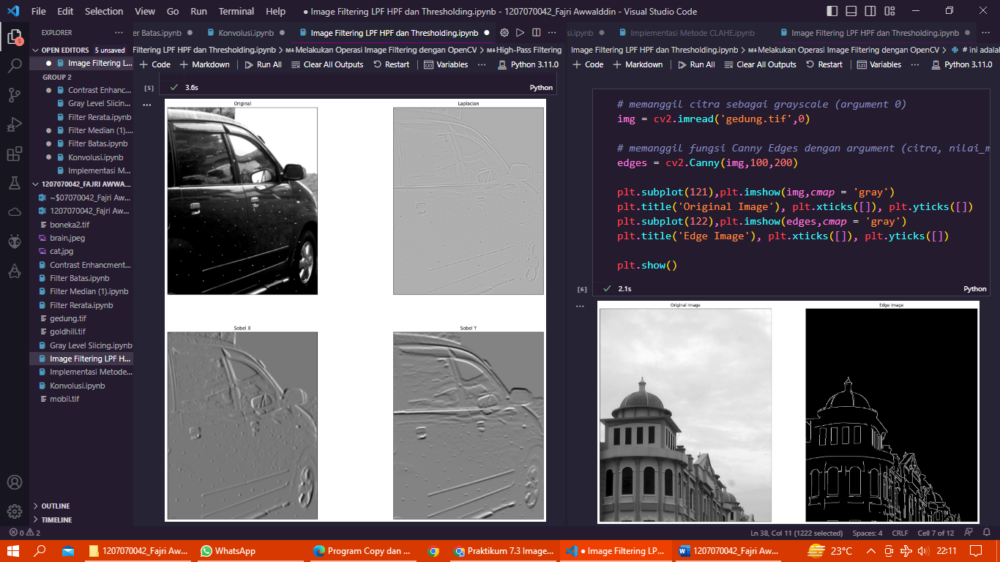 File Edit Selection View Go Run Terminal Help
● Image Filtering LPF HPF dan Thresholding.ipynb - 1207070042_Fajri Awwalddin - Visual Studio Code
5
EXPLORER
OPEN EDITORS 5 unsaved
Image Filtering L...
GROUP 2
Contrast Enhanc...
Gray Level Slicin...
Filter Rerata.ipynb
Filter Median (1)....
Filter Batas.ipynb
Konvolusi.ipynb
Implementasi M...
1207070042_FAJRI AWWA...
~$07070042_Fajri Aw...
1207070042_Fajri Aw...
boneka2.tif
brain.jpeg
cat.jpg
Contrast Enhancment...
Filter Batas.ipynb
Filter Median (1).ipynb
Filter Rerata.ipynb
gedung.tif
goldhill.tif
Gray Level Slicing.ipynb
Image Filtering LPF H...
Implementasi Metode...
Konvolusi.ipynb
mobil.tif
OUTLINE
TIMELINE
er Batas.ipynb Konvolusi.ipynb Image Filtering LPF HPF dan Thresholding.ipynb
Filtering LPF HPF dan Thresholding.ipynb > Melakukan Operasi Image Filtering dengan OpenCV > High-Pass Filtering
+ Code + Markdown Run All Clear All Outputs Restart Variables ... Python 3.11.0
[5] 3.6s Python
Original Laplacian
Sobel X Sobel Y
si.ipynb Implementasi Metode CLAHE.ipynb Image Filtering LPF HPF dan Thresholding.ipynb
Image Filtering LPF HPF dan Thresholding.ipynb > Melakukan Operasi Image Filtering dengan OpenCV > # ini adalal
+ Code + Markdown Run All Clear All Outputs Restart Variables ... Python 3.11.0
# memanggil citra sebagai grayscale (argument 0)
img = cv2.imread('gedung.tif',0)
# memanggil fungsi Canny Edges dengan argument (citra, nilai_m
edges = cv2.Canny(img,100,200)
plt.subplot(121),plt.imshow(img,cmap = 'gray')
plt.title('Original Image'), plt.xticks([]), plt.yticks([])
plt.subplot(122),plt.imshow(edges,cmap = 'gray')
plt.title('Edge Image'), plt.xticks([]), plt.yticks([])
plt.show()
[6] 2.1s Python
Original Image Edge Image
0 2 Ln 38, Col 11 (1222 selected) Spaces: 4 CRLF Cell 7 of 12
1207070042_Fajri Aw... WhatsApp Program Copy dan ... Praktikum 7.3 Image... ● Image Filtering LP... 1207070042_Fajri Aw... 23°C 22:11